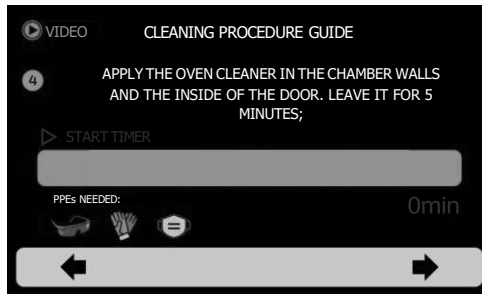 VIDEO
CLEANING PROCEDURE GUIDE
4
APPLY THE OVEN CLEANER IN THE CHAMBER WALLS
AND THE INSIDE OF THE DOOR. LEAVE IT FOR 5
MINUTES;
START TIMER
PPEs NEEDED:
0min